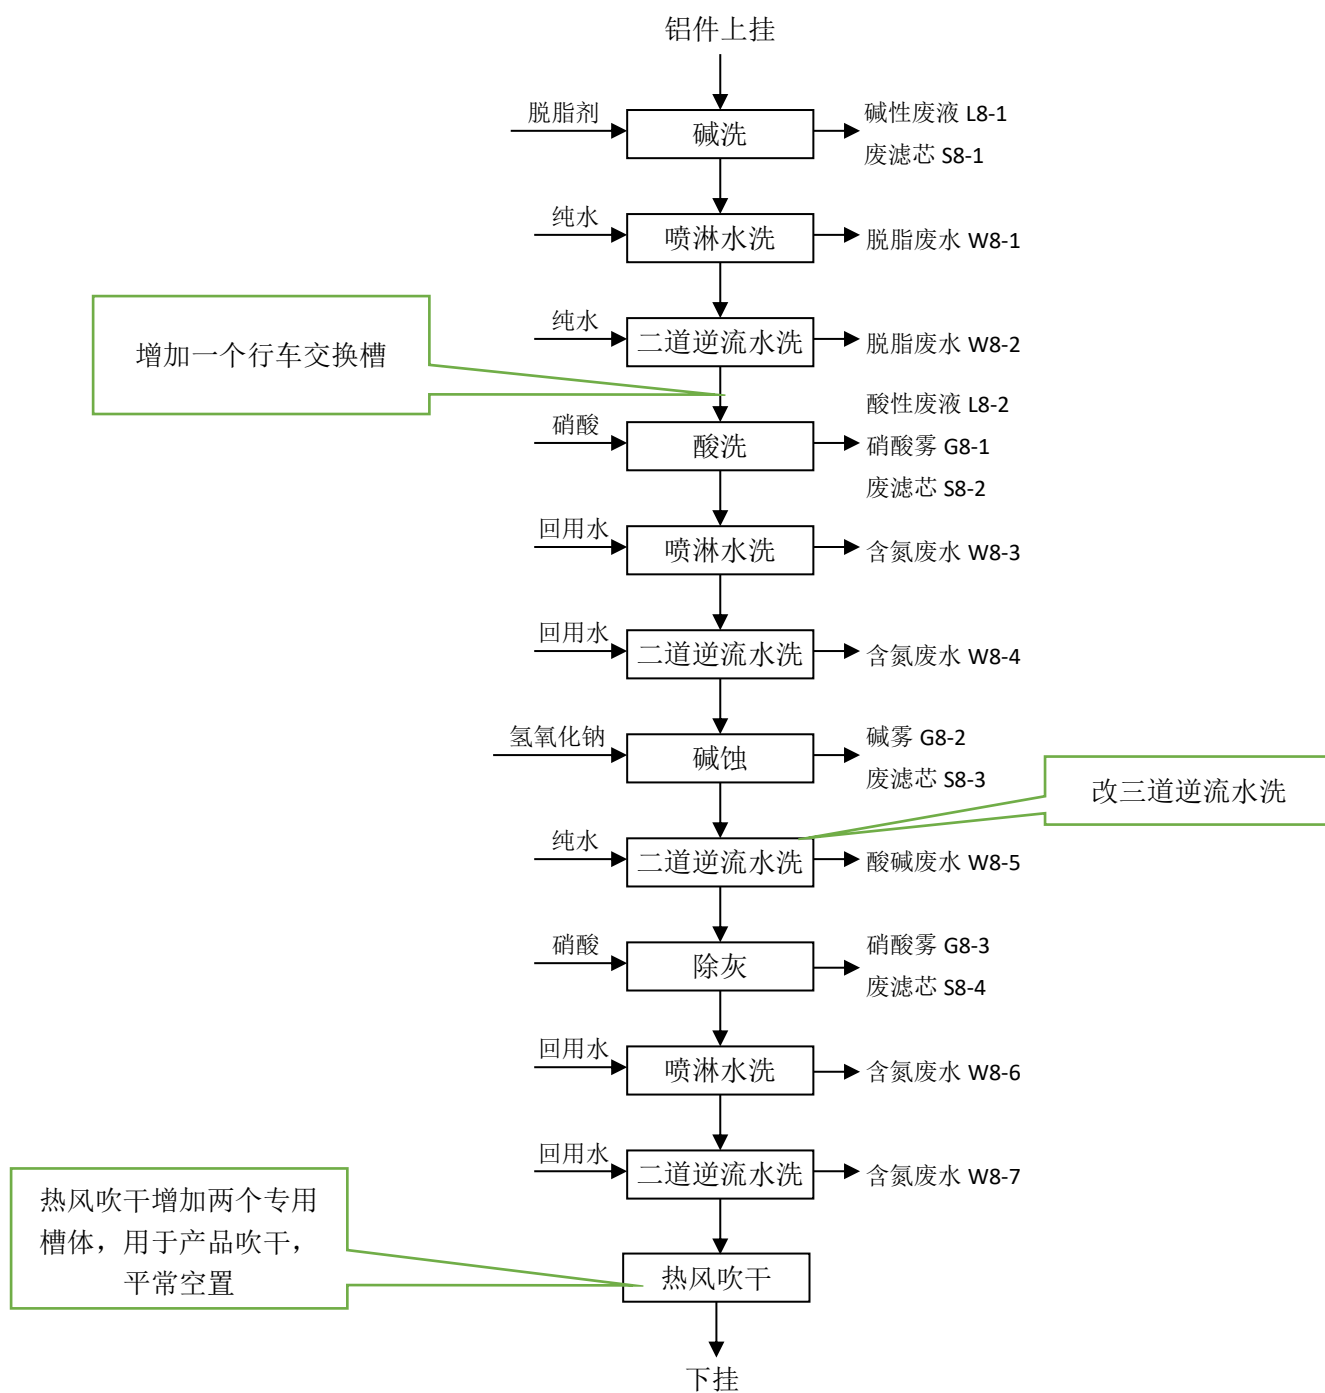 铝件上挂
脱脂剂
碱洗
碱性废液 L8-1
废滤芯 S8-1
纯水
喷淋水洗
脱脂废水 W8-1
增加一个行车交换槽
纯水
二道逆流水洗
脱脂废水 W8-2
硝酸
酸洗
酸性废液 L8-2
硝酸雾 G8-1
废滤芯 S8-2
回用水
喷淋水洗
含氮废水 W8-3
回用水
二道逆流水洗
含氮废水 W8-4
氢氧化钠
碱蚀
碱雾 G8-2
废滤芯 S8-3
改三道逆流水洗
纯水
二道逆流水洗
酸碱废水 W8-5
硝酸
除灰
硝酸雾 G8-3
废滤芯 S8-4
回用水
喷淋水洗
含氮废水 W8-6
回用水
二道逆流水洗
含氮废水 W8-7
热风吹干增加两个专用
槽体，用于产品吹干，
平常空置
热风吹干
下挂